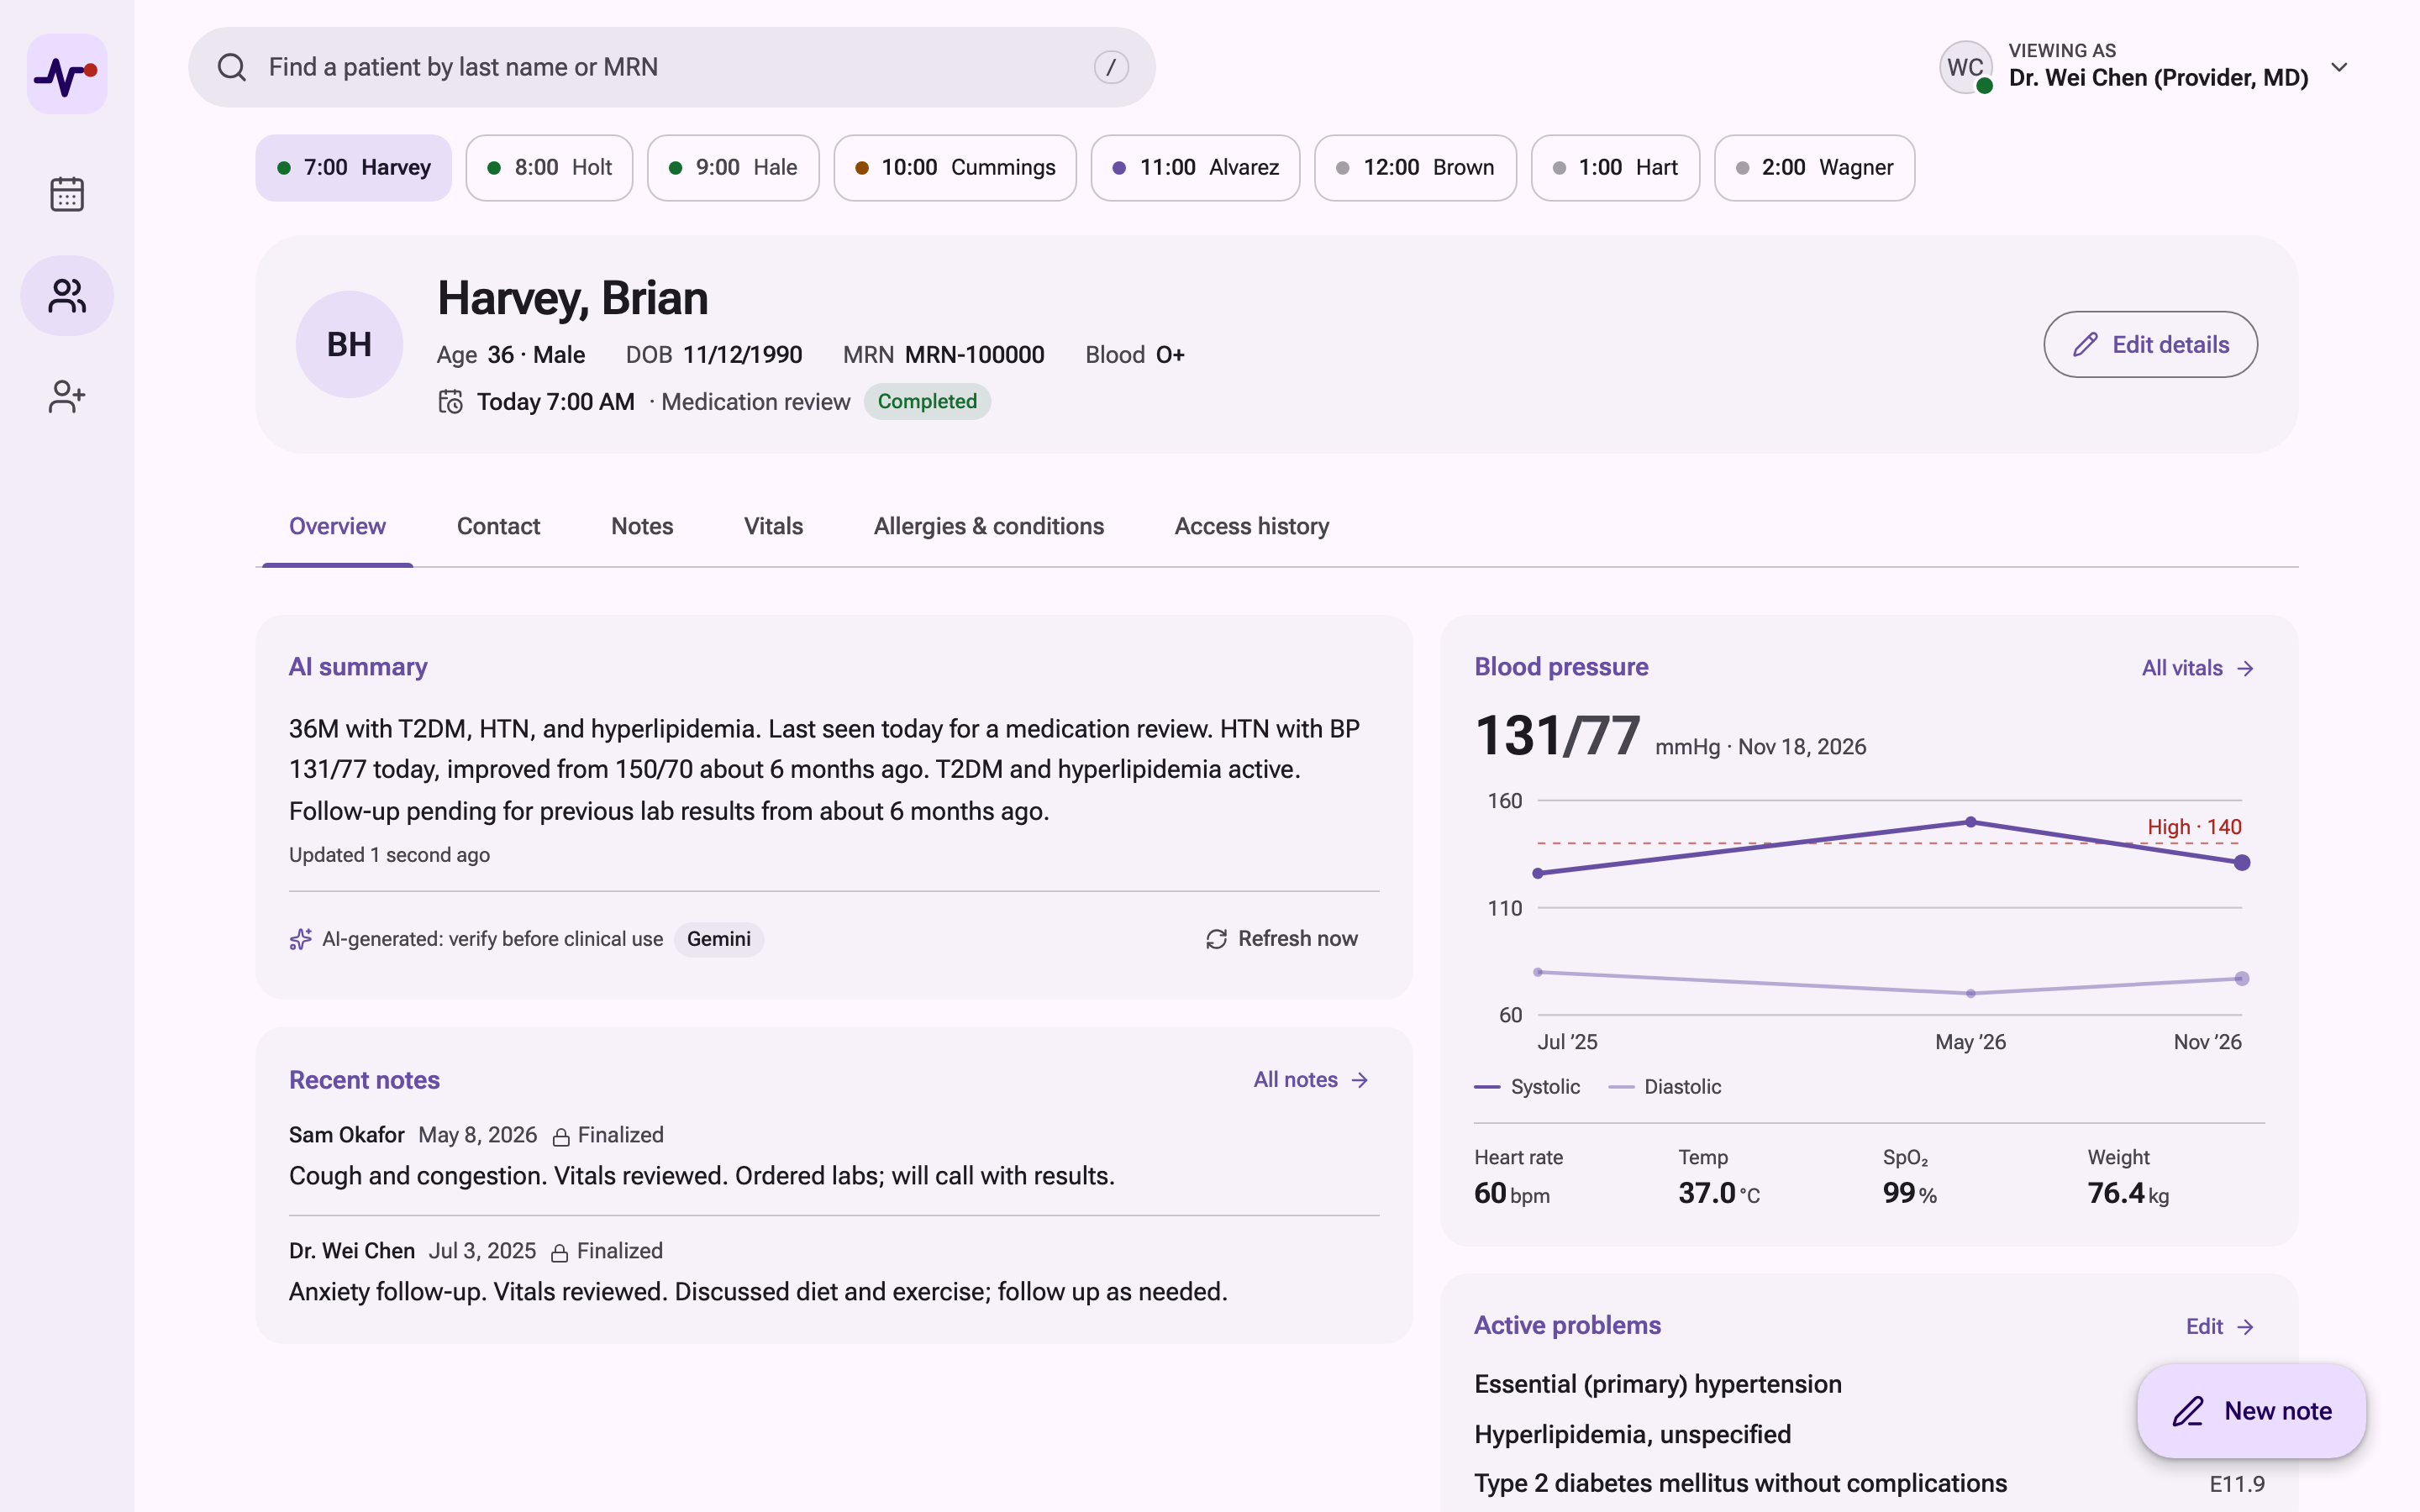 Find a patient by last name or MRN
/
WC
VIEWING AS
Dr. Wei Chen (Provider, MD)
7:00 Harvey
8:00 Holt
9:00 Hale
10:00 Cummings
11:00 Alvarez
12:00 Brown
1:00 Hart
2:00 Wagner
BH
Harvey, Brian
Age 36 · Male DOB 11/12/1990 MRN MRN-100000 Blood O+
Today 7:00 AM · Medication review Completed
Edit details
Overview
Contact
Notes
Vitals
Allergies & conditions
Access history
AI summary
36M with T2DM, HTN, and hyperlipidemia. Last seen today for a medication review. HTN with BP
131/77 today, improved from 150/70 about 6 months ago. T2DM and hyperlipidemia active.
Follow-up pending for previous lab results from about 6 months ago.
Updated 1 second ago
AI-generated: verify before clinical use Gemini
Refresh now
Recent notes
All notes
Sam Okafor May 8, 2026 Finalized
Cough and congestion. Vitals reviewed. Ordered labs; will call with results.
Dr. Wei Chen Jul 3, 2025 Finalized
Anxiety follow-up. Vitals reviewed. Discussed diet and exercise; follow up as needed.
Blood pressure
All vitals
131/77 mmHg · Nov 18, 2026
160
High · 140
110
60
Jul ’25 May ’26 Nov ’26
Systolic Diastolic
Heart rate Temp SpO₂ Weight
60 bpm 37.0 °C 99 % 76.4 kg
Active problems
Edit
Essential (primary) hypertension
Hyperlipidemia, unspecified
Type 2 diabetes mellitus without complications E11.9
New note